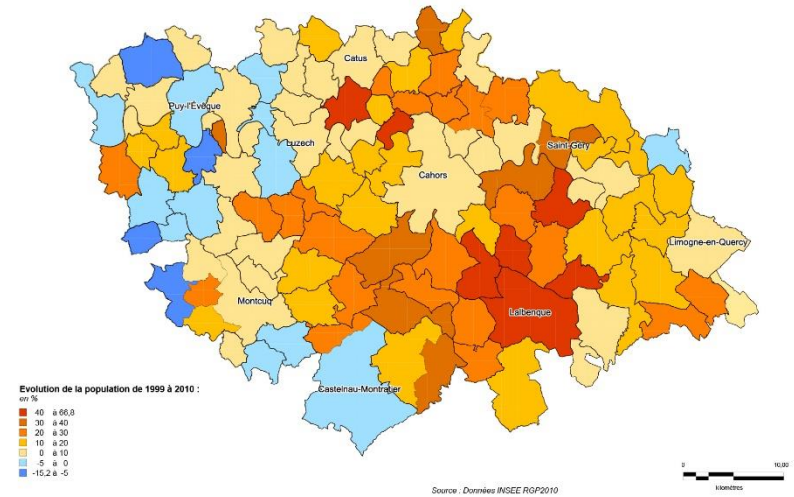 Catus
Puy-l'Évêque
Luzech
Saint-Géry
Cahors
Limogne-en-Quercy
Montcuq
Lalbenque
Castelnau-Montratier
Evolution de la population de 1999 à 2010 :
en %
40 à 66,8
30 à 40
20 à 30
10 à 20
0 à 10
-5 à 0
-15,2 à -5
0 10,00
kilomètres
Source : Données INSEE RGP2010